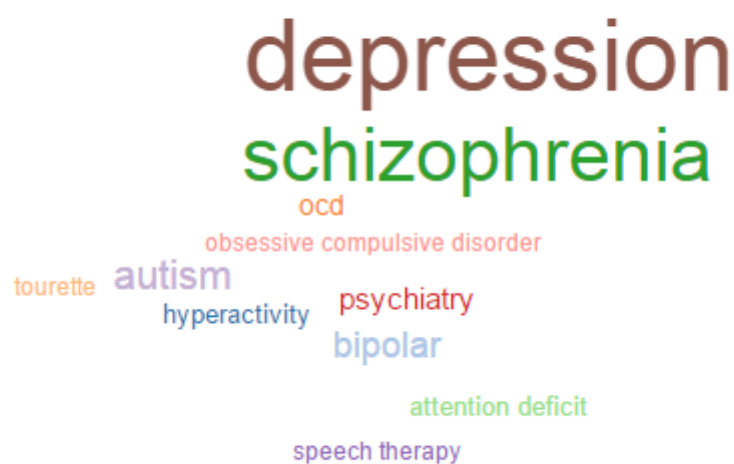 depression
schizophrenia
ocd
obsessive compulsive disorder
autism
tourette
psychiatry
hyperactivity
bipolar
attention deficit
speech therapy